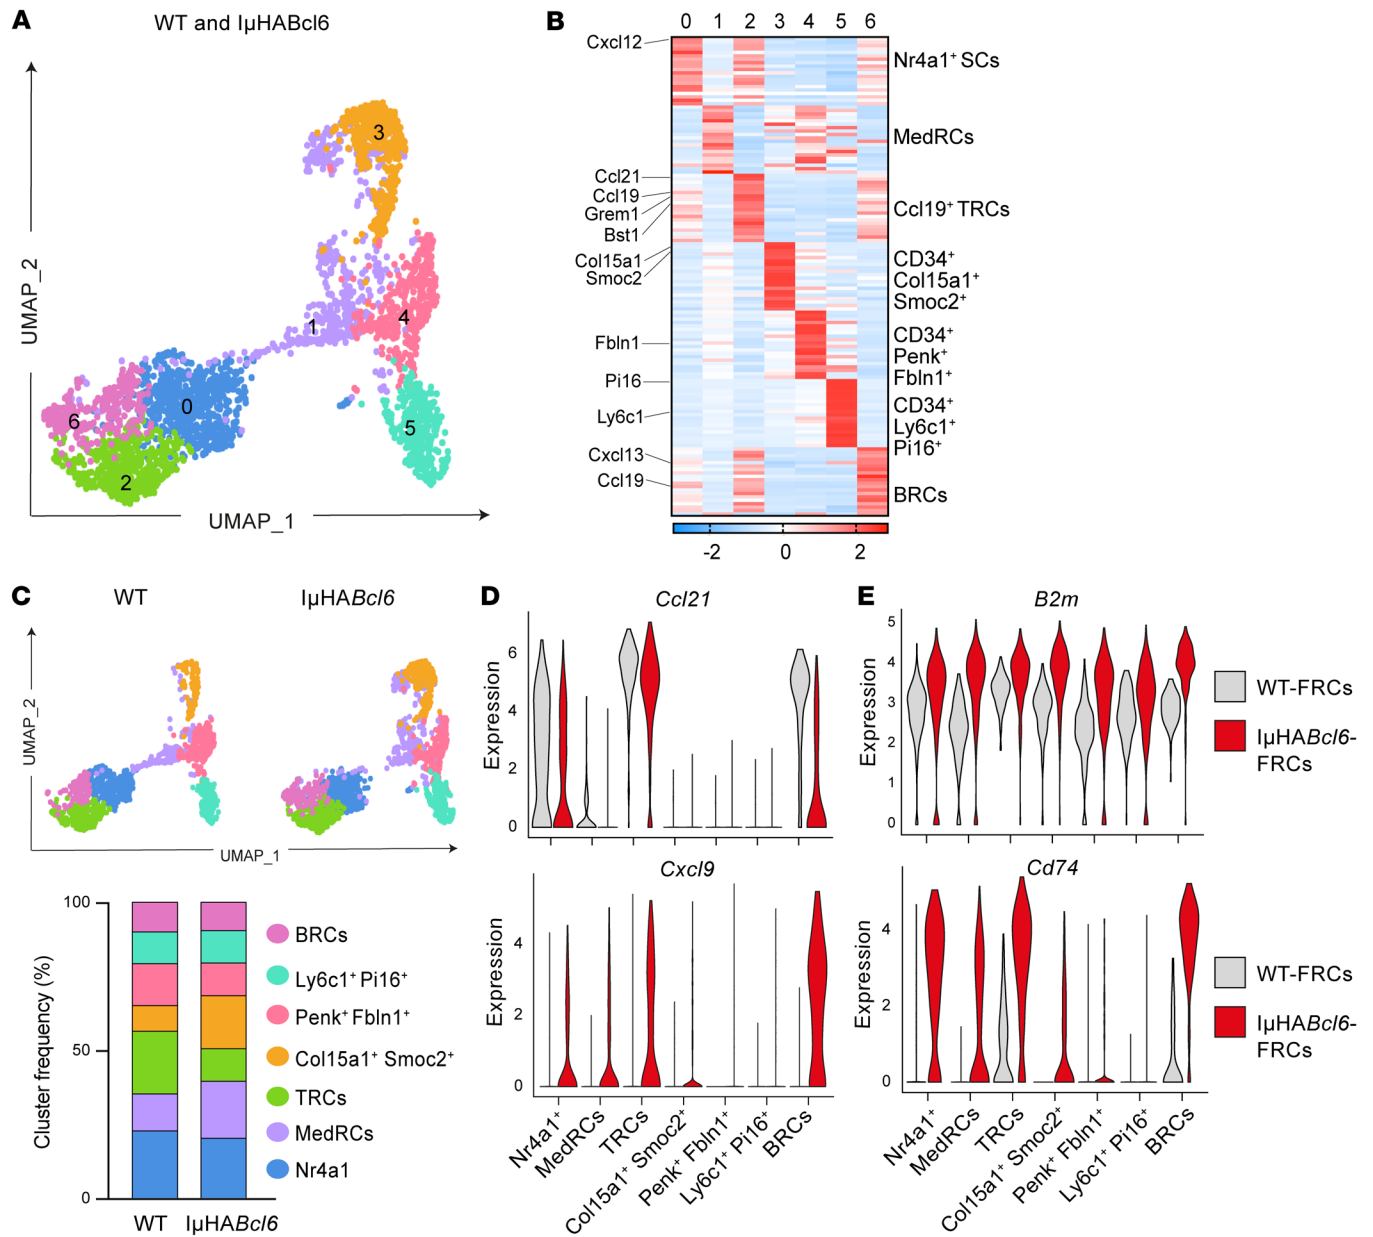 A
WT and IµHABcl6
3
1
4
0
6
5
2
UMAP_2
UMAP_1
B
0 1 2 3 4 5 6
Cxcl12
Ccl21
Ccl19
Grem1
Bst1
Col15a1
Smoc2
Fbln1
Pi16
Ly6c1
Cxcl13
Ccl19
Nr4a1+ SCs
MedRCs
Ccl19+ TRCs
CD34+
Col15a1+
Smoc2+
CD34+
Penk+
Fbln1+
CD34+
Ly6c1+
Pi16+
BRCs
-2 0 2
C
WT
IµHABcl6
UMAP_2
UMAP_1
Cluster frequency (%)
100
50
0
WT
IµHABcl6
BRCs
Ly6c1+ Pi16+
Penk+ Fbln1+
Col15a1+ Smoc2+
TRCs
MedRCs
Nr4a1
D
Ccl21
Expression
6
4
2
0
Cxcl9
Expression
4
2
0
Nr4a1+
MedRCs
TRCs
Col15a1+ Smoc2+
Penk+ Fbln1+
Ly6c1+ Pi16+
BRCs
E
B2m
Expression
5
4
3
2
1
0
WT-FRCs
IµHABcl6-
FRCs
Cd74
Expression
4
2
0
Nr4a1+
MedRCs
TRCs
Col15a1+ Smoc2+
Penk+ Fbln1+
Ly6c1+ Pi16+
BRCs
WT-FRCs
IµHABcl6-
FRCs